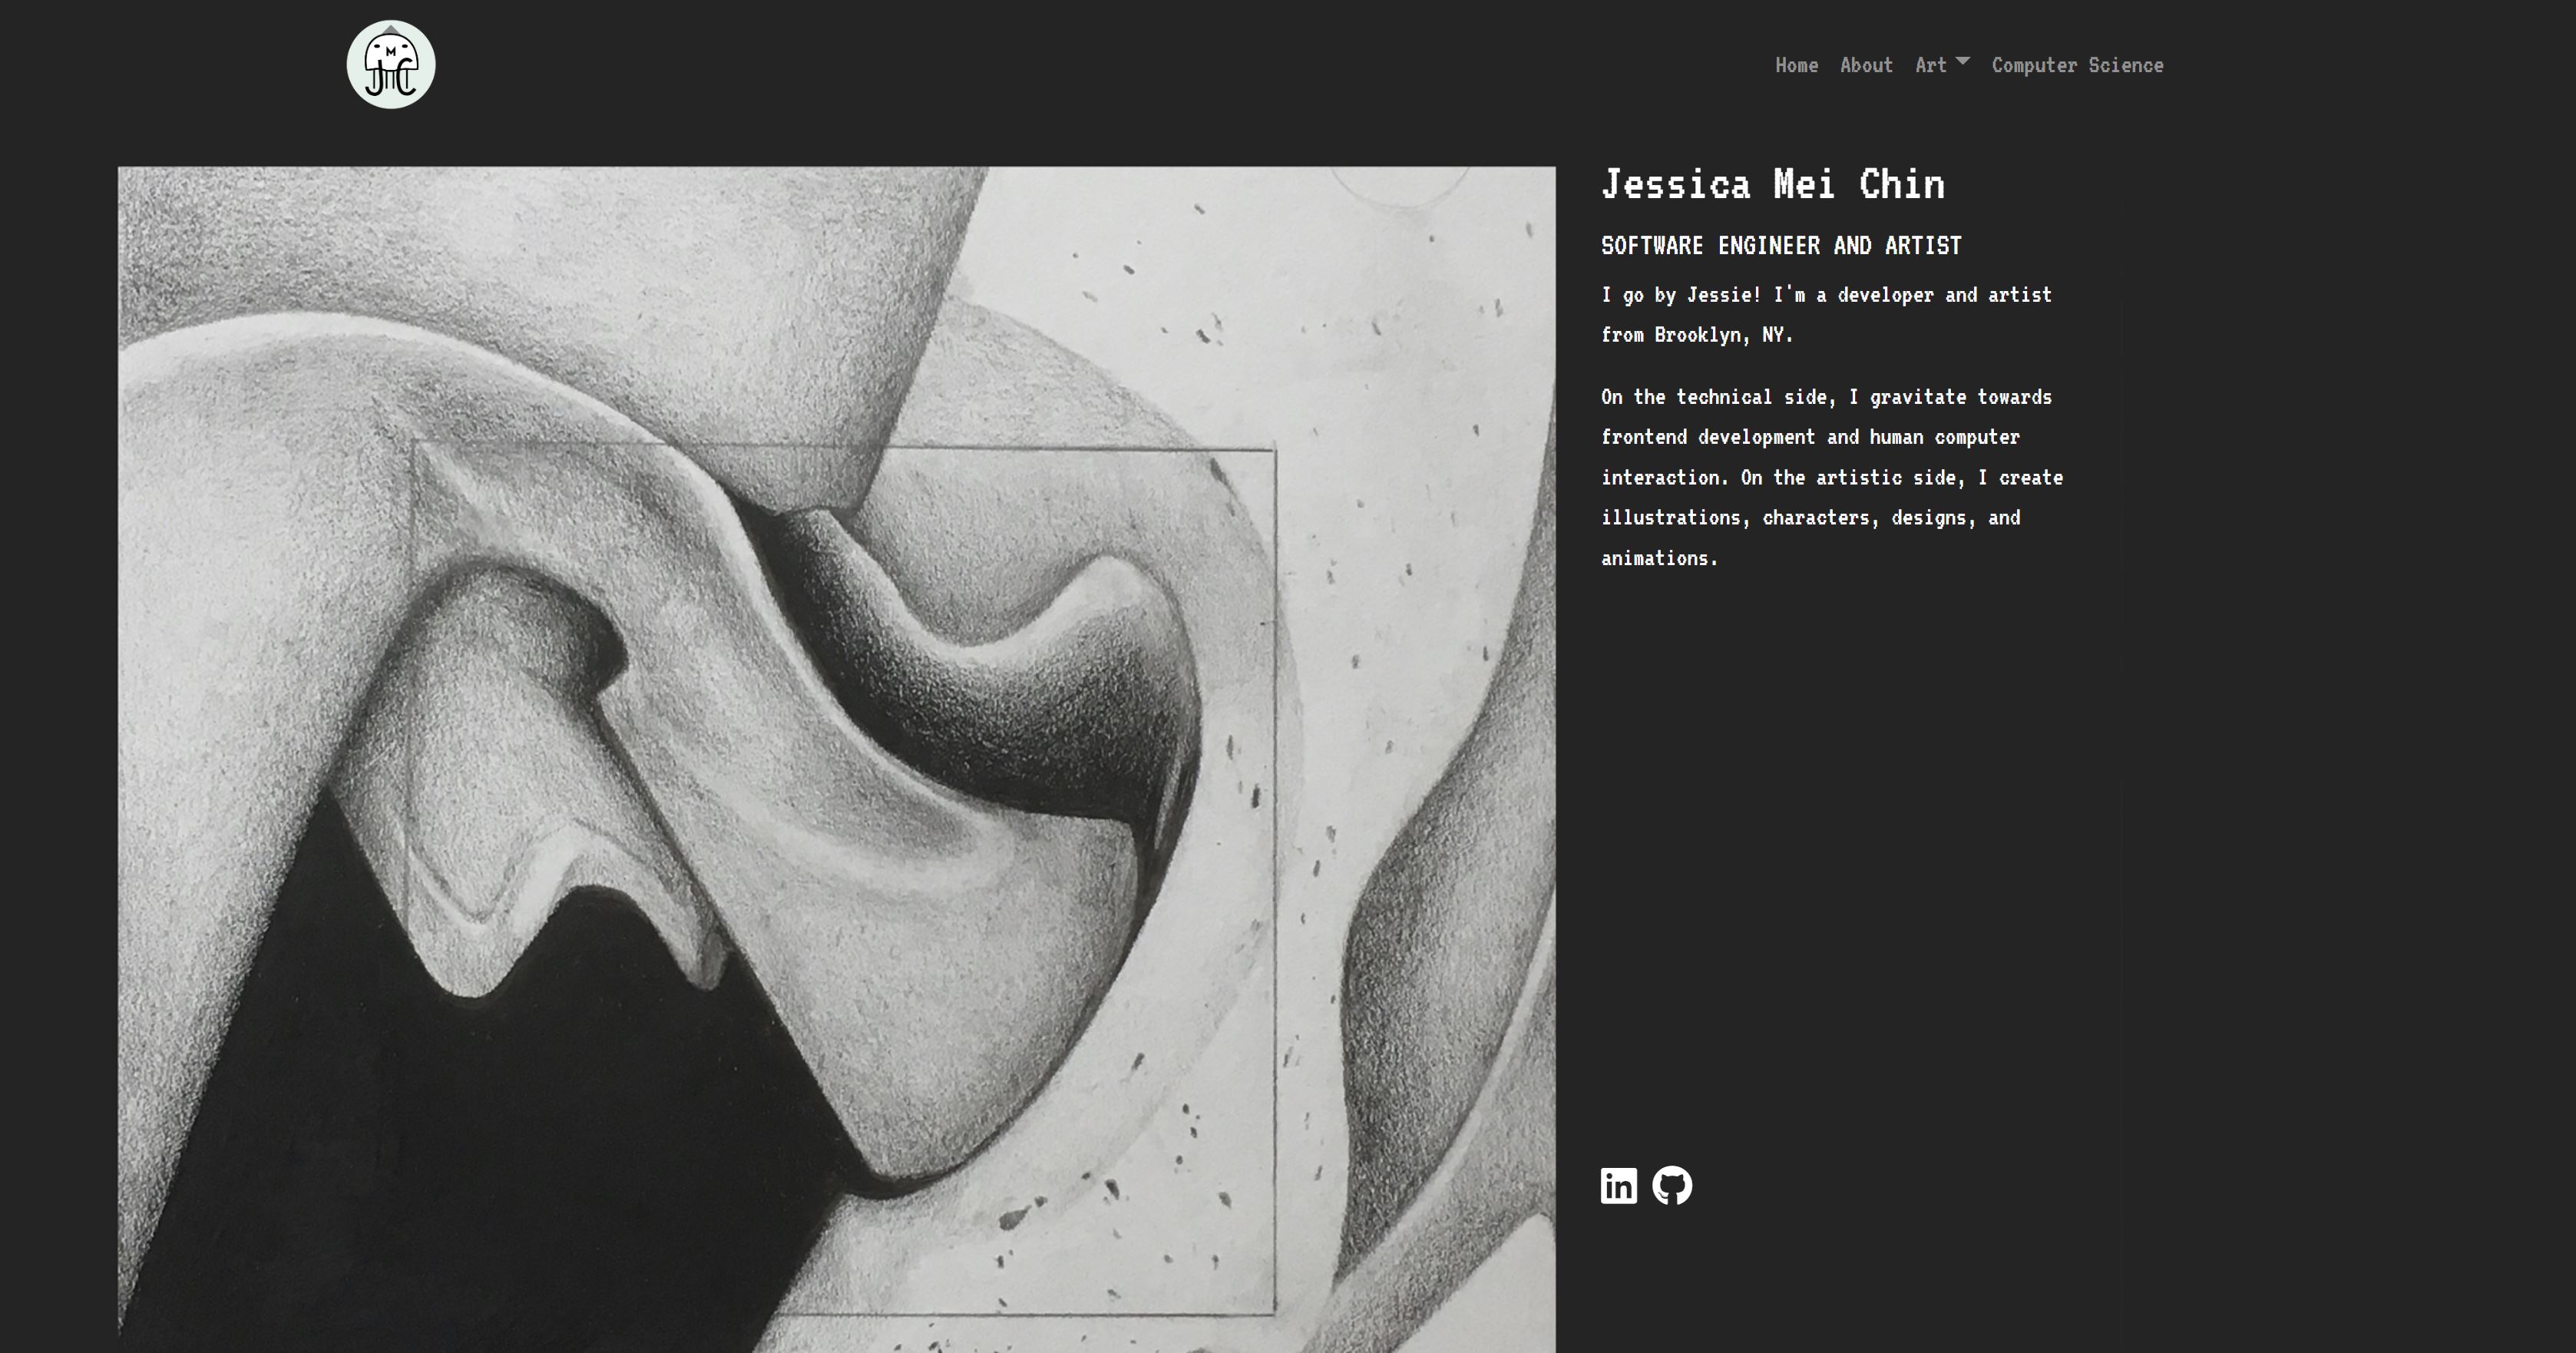 M
JC
Home About Art Computer Science
Jessica Mei Chin
SOFTWARE ENGINEER AND ARTIST
I go by Jessie! I'm a developer and artist
from Brooklyn, NY.
On the technical side, I gravitate towards
frontend development and human computer
interaction. On the artistic side, I create
illustrations, characters, designs, and
animations.
in